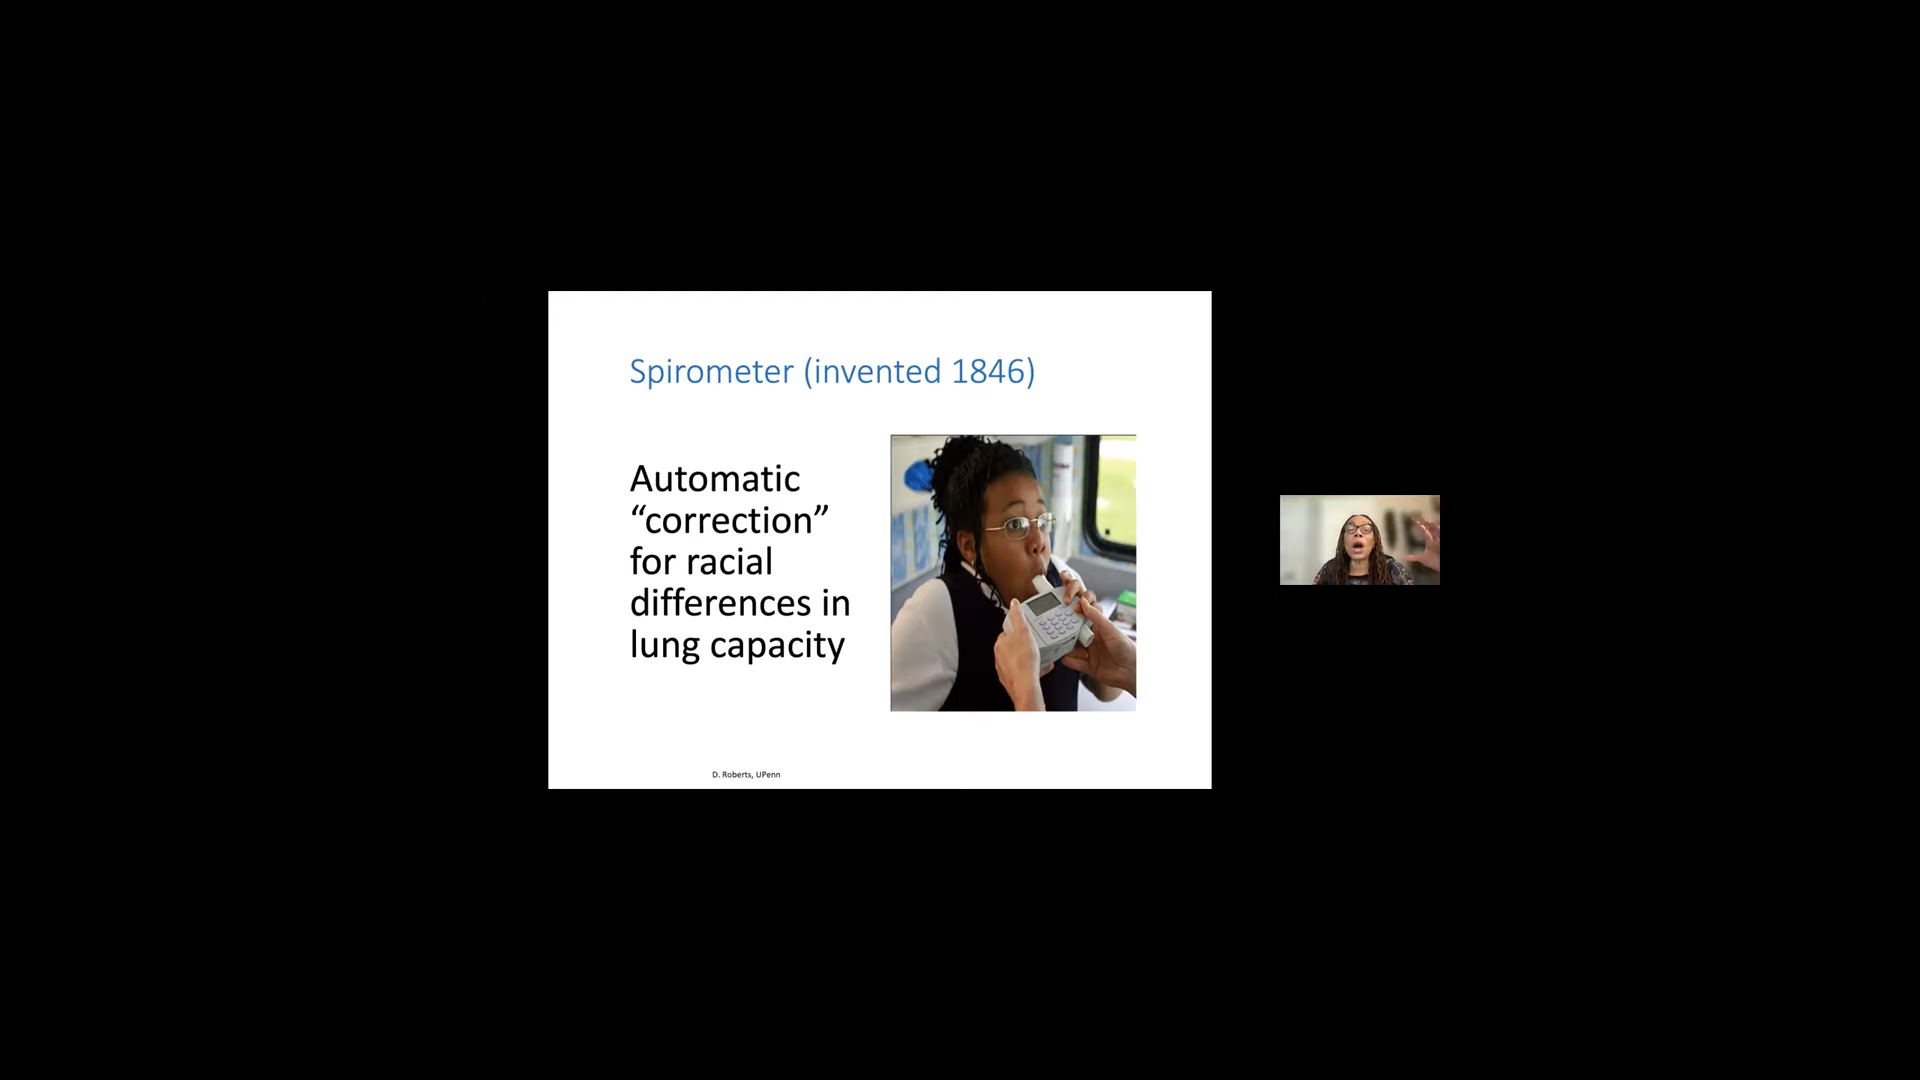 Spirometer (invented 1846)
Automatic
“correction”
for racial
differences in
lung capacity
D. Roberts, UPenn